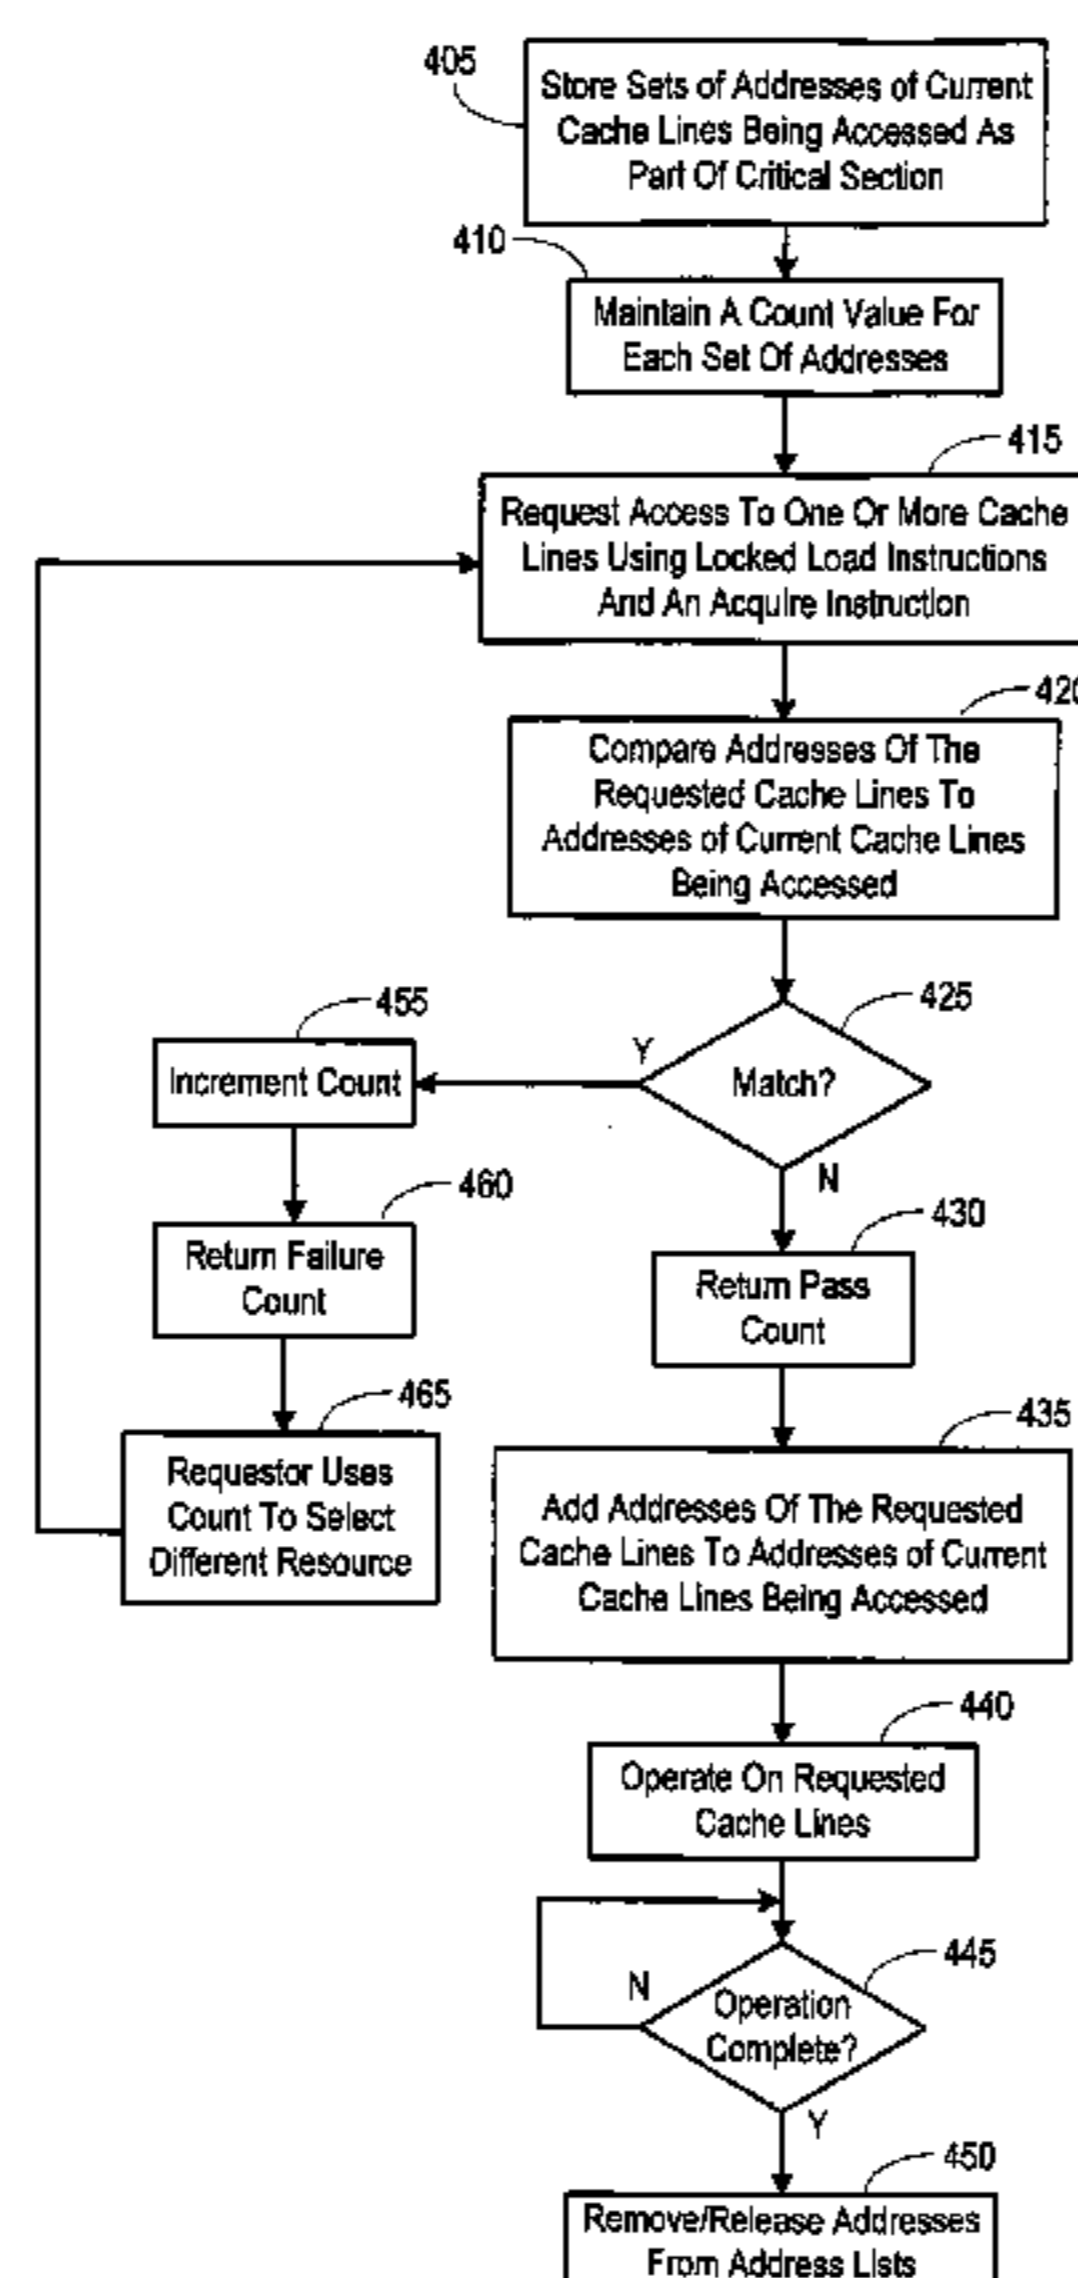 405
Store Sets of Addresses of Current
Cache Lines Being Accessed As
Part Of Critical Section
410
Maintain A Count Value For
Each Set Of Addresses
415
Request Access To One Or More Cache
Lines Using Locked Load Instructions
And An Acquire Instruction
420
Compare Addresses Of The
Requested Cache Lines To
Addresses of Current Cache Lines
Being Accessed
425
Match?
Y
N
455
Increment Count
460
Return Failure
Count
465
Requestor Uses
Count To Select
Different Resource
430
Return Pass
Count
435
Add Addresses Of The Requested
Cache Lines To Addresses of Current
Cache Lines Being Accessed
440
Operate On Requested
Cache Lines
445
N
Operation
Complete?
Y
450
Remove/Release Addresses
From Address Lists